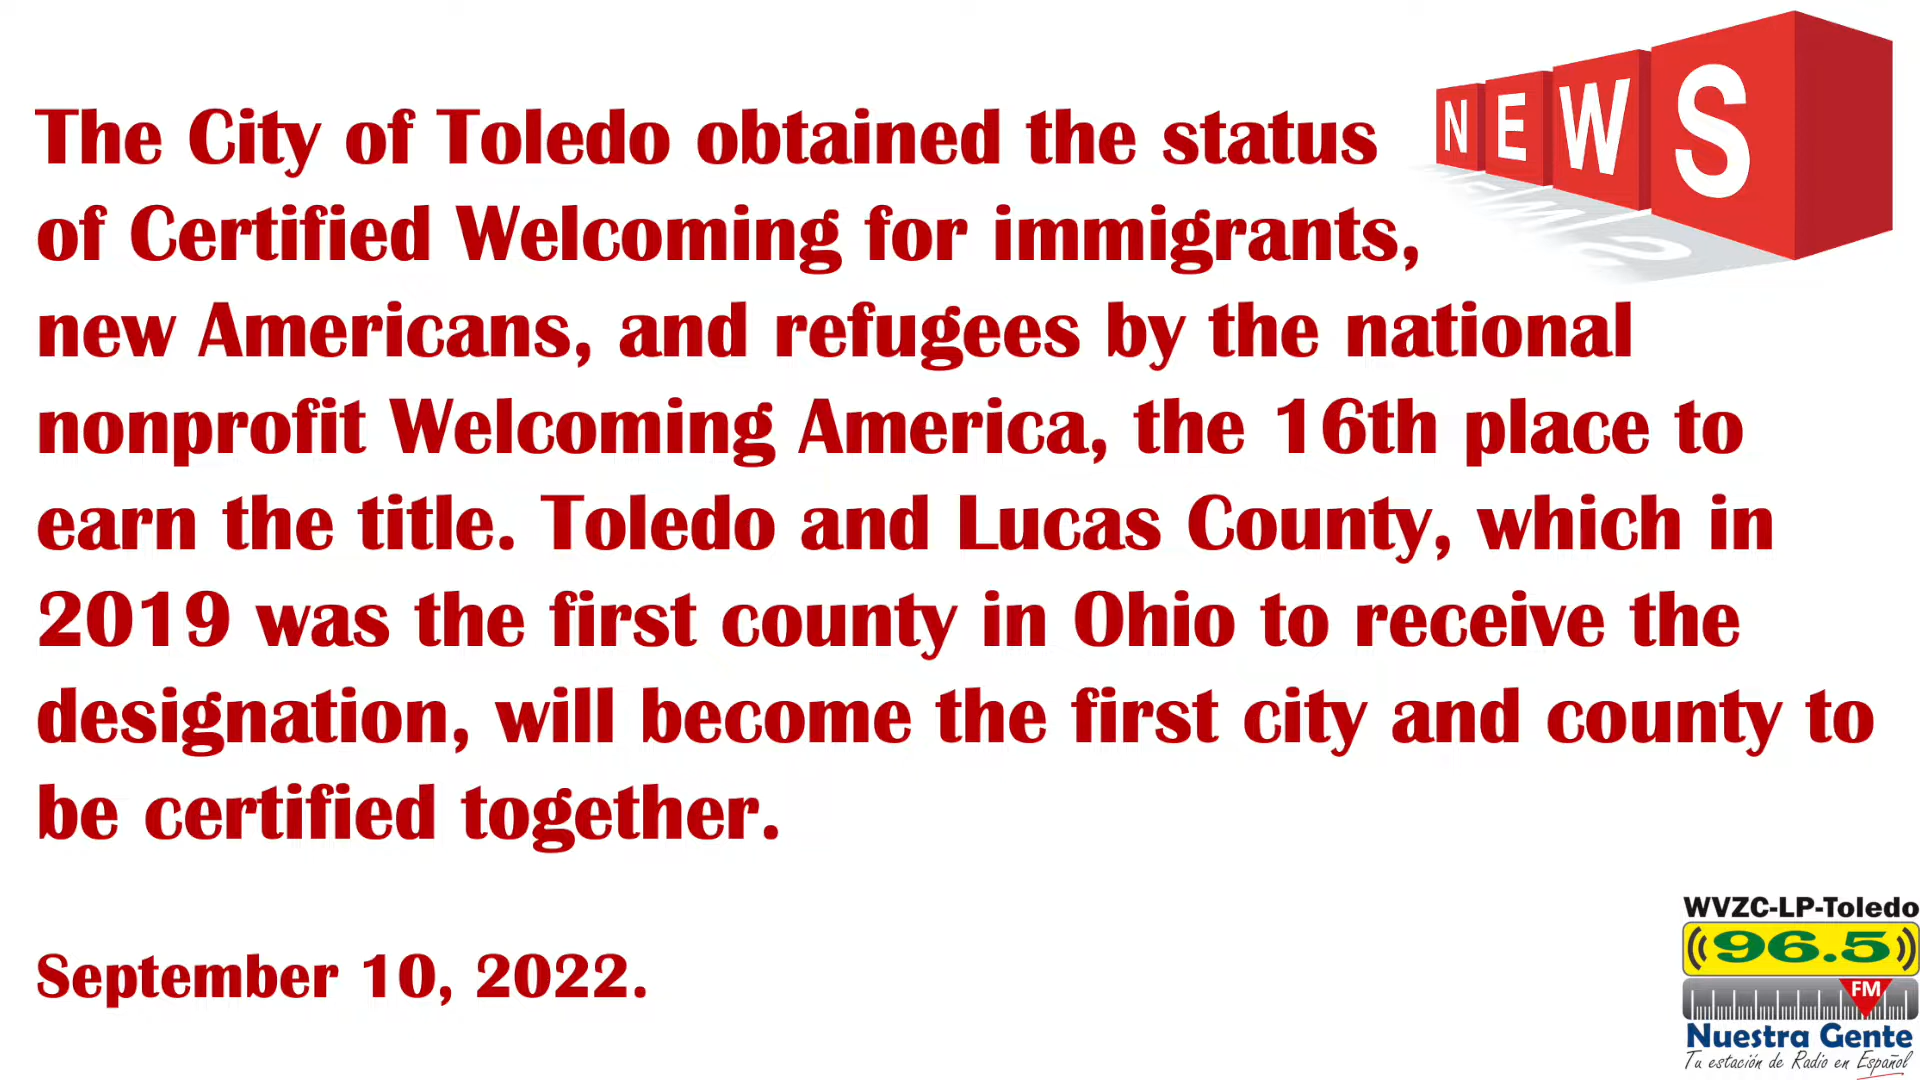 NEWS
The City of Toledo obtained the status
of Certified Welcoming for immigrants,
new Americans, and refugees by the national
nonprofit Welcoming America, the 16th place to
earn the title. Toledo and Lucas County, which in
2019 was the first county in Ohio to receive the
designation, will become the first city and county to
be certified together.
September 10, 2022.
WVZC-LP-Toledo
96.5
FM
Nuestra Gente
Tu estación de Radio en Español